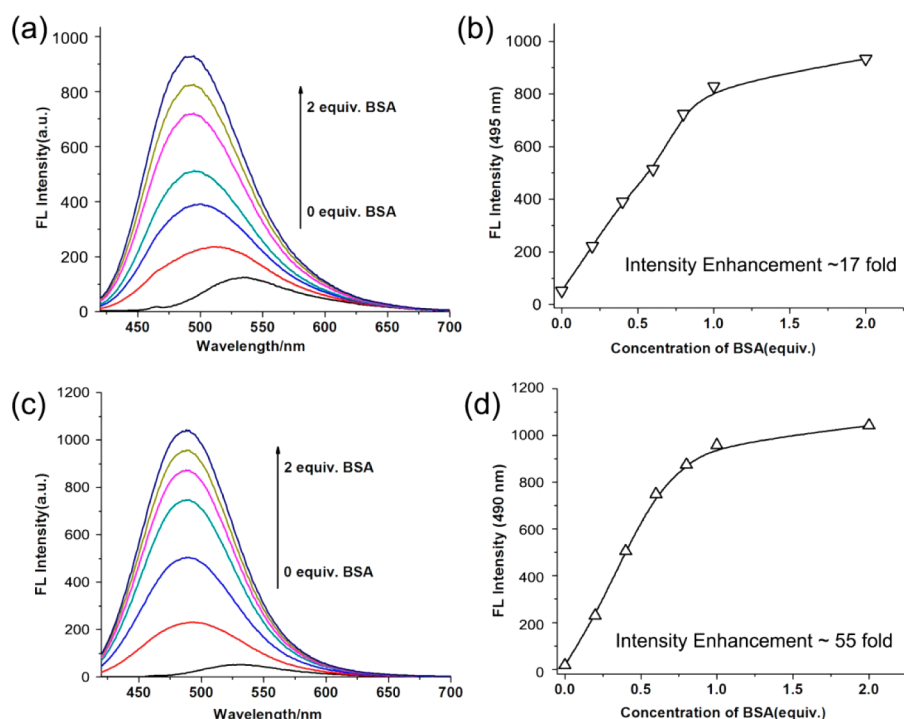 (a)
FL Intensity(a.u.)
1000
800
600
400
200
0
2 equiv. BSA
0 equiv. BSA
450 500 550 600 650 700
Wavelength/nm
(b)
FL Intensity (495 nm)
1000
800
600
400
200
0
Intensity Enhancement ~17 fold
0.0 0.5 1.0 1.5 2.0
Concentration of BSA(equiv.)
(c)
FL Intensity(a.u.)
1200
1000
800
600
400
200
0
2 equiv. BSA
0 equiv. BSA
450 500 550 600 650 700
Wavelength/nm
(d)
FL Intensity (490 nm)
1200
1000
800
600
400
200
0
Intensity Enhancement ~ 55 fold
0.0 0.5 1.0 1.5 2.0
Concentration of BSA(equiv.)